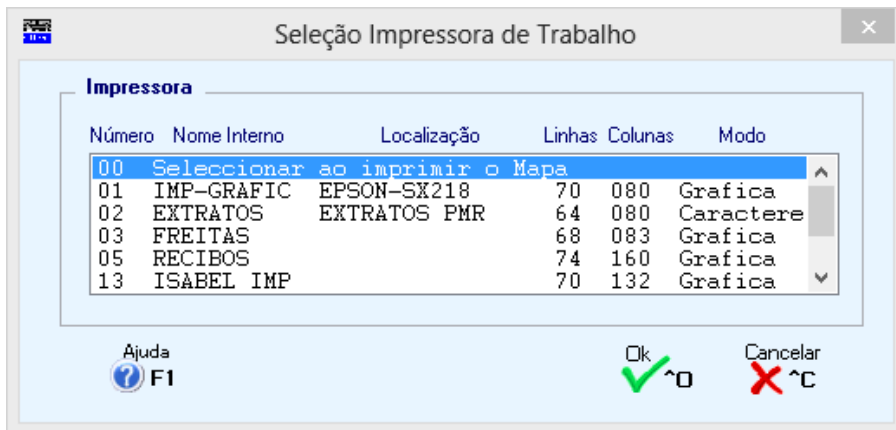 Seleção Impressora de Trabalho
Impressora
Número Nome Interno Localização Linhas Colunas Modo
00 Seleccionar ao imprimir o Mapa
01 IMP-GRAFIC EPSON-SX218 70 080 Grafica
02 EXTRATOS EXTRATOS PMR 64 080 Caractere
03 FREITAS 68 083 Grafica
05 RECIBOS 74 160 Grafica
13 ISABEL IMP 70 132 Grafica
Ajuda Ok Cancelar
F1 ^O ^C